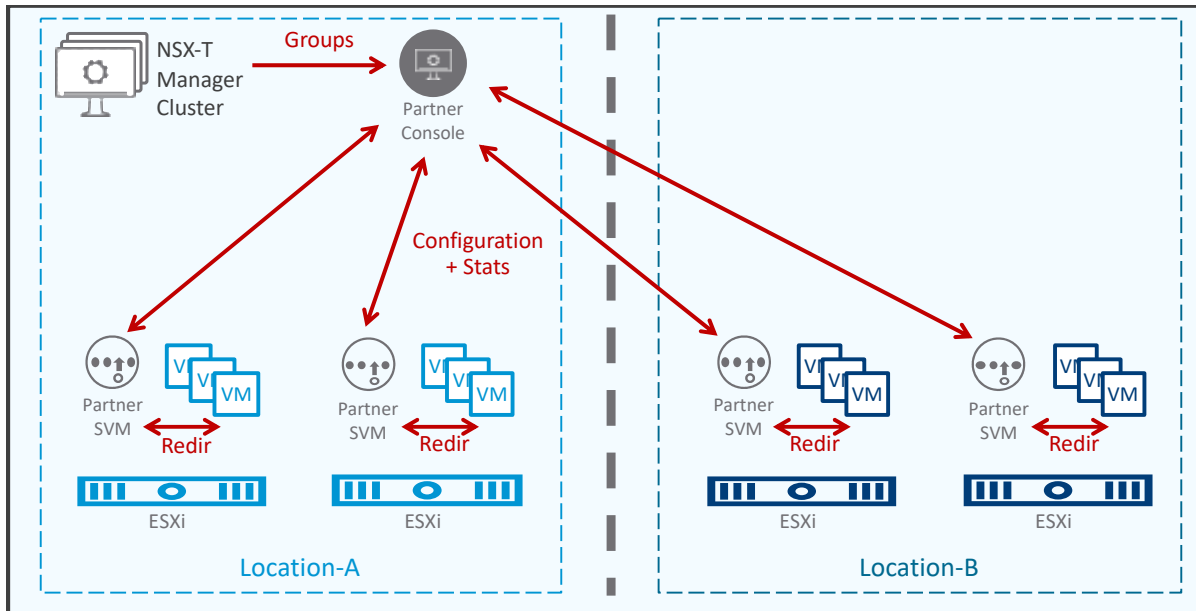 NSX-T
Manager
Cluster
Groups
Partner
Console
Configuration
+ Stats
Partner
SVM
VM
VM
VM
Redir
ESXi
Partner
SVM
VM
VM
VM
Redir
ESXi
Location-A
Partner
SVM
VM
VM
VM
Redir
ESXi
Partner
SVM
VM
VM
VM
Redir
ESXi
Location-B